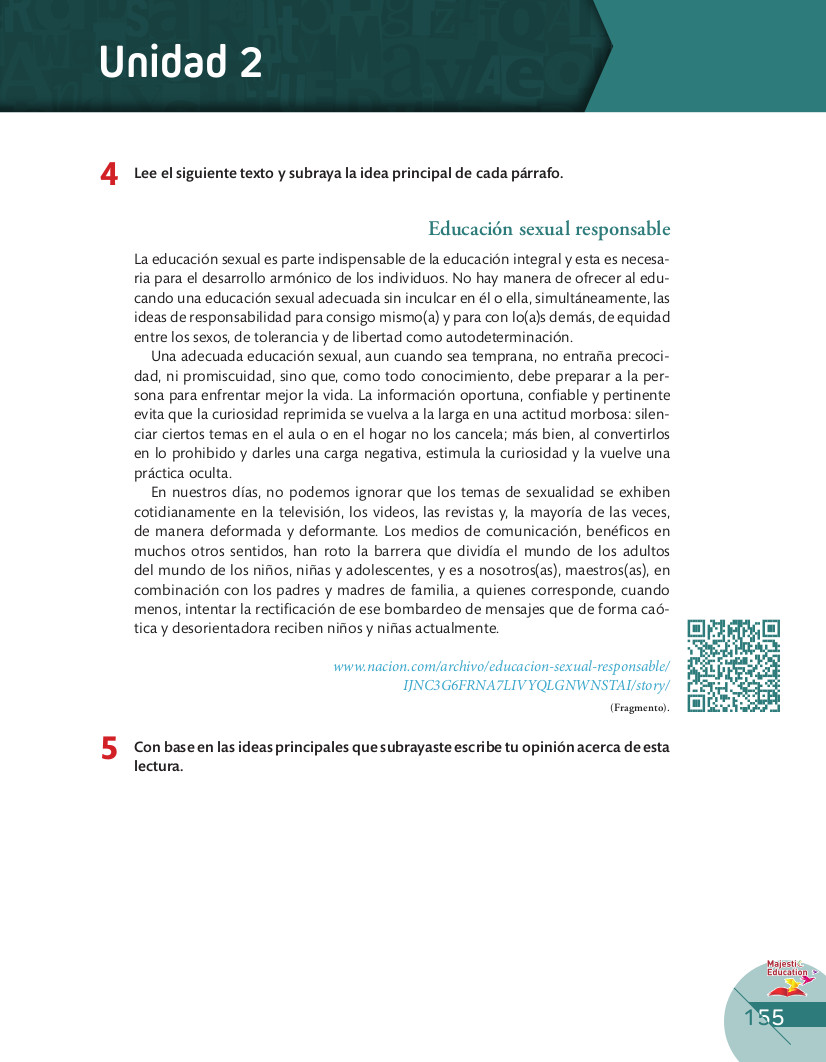 Unidad 2
4 Lee el siguiente texto y subraya la idea principal de cada párrafo.
Educación sexual responsable
La educación sexual es parte indispensable de la educación integral y esta es necesa-
ria para el desarrollo armónico de los individuos. No hay manera de ofrecer al edu-
cando una educación sexual adecuada sin inculcar en él o ella, simultáneamente, las
ideas de responsabilidad para consigo mismo(a) y para con lo(a)s demás, de equidad
entre los sexos, de tolerancia y de libertad como autodeterminación.
Una adecuada educación sexual, aun cuando sea temprana, no entraña precoci-
dad, ni promiscuidad, sino que, como todo conocimiento, debe preparar a la per-
sona para enfrentar mejor la vida. La información oportuna, confiable y pertinente
evita que la curiosidad reprimida se vuelva a la larga en una actitud morbosa: silen-
ciar ciertos temas en el aula o en el hogar no los cancela; más bien, al convertirlos
en lo prohibido y darles una carga negativa, estimula la curiosidad y la vuelve una
práctica oculta.
En nuestros días, no podemos ignorar que los temas de sexualidad se exhiben
cotidianamente en la televisión, los videos, las revistas y, la mayoría de las veces,
de manera deformada y deformante. Los medios de comunicación, benéficos en
muchos otros sentidos, han roto la barrera que dividía el mundo de los adultos
del mundo de los niños, niñas y adolescentes, y es a nosotros(as), maestros(as), en
combinación con los padres y madres de familia, a quienes corresponde, cuando
menos, intentar la rectificación de ese bombardeo de mensajes que de forma caó-
tica y desorientadora reciben niños y niñas actualmente.
www.nacion.com/archivo/educacion-sexual-responsable/
IJNC3G6FRNA7LIVYQLGNWNSTAI/story/
(Fragmento).
5 Con base en las ideas principales que subrayaste escribe tu opinión acerca de esta
lectura.
Majestic
Education
155